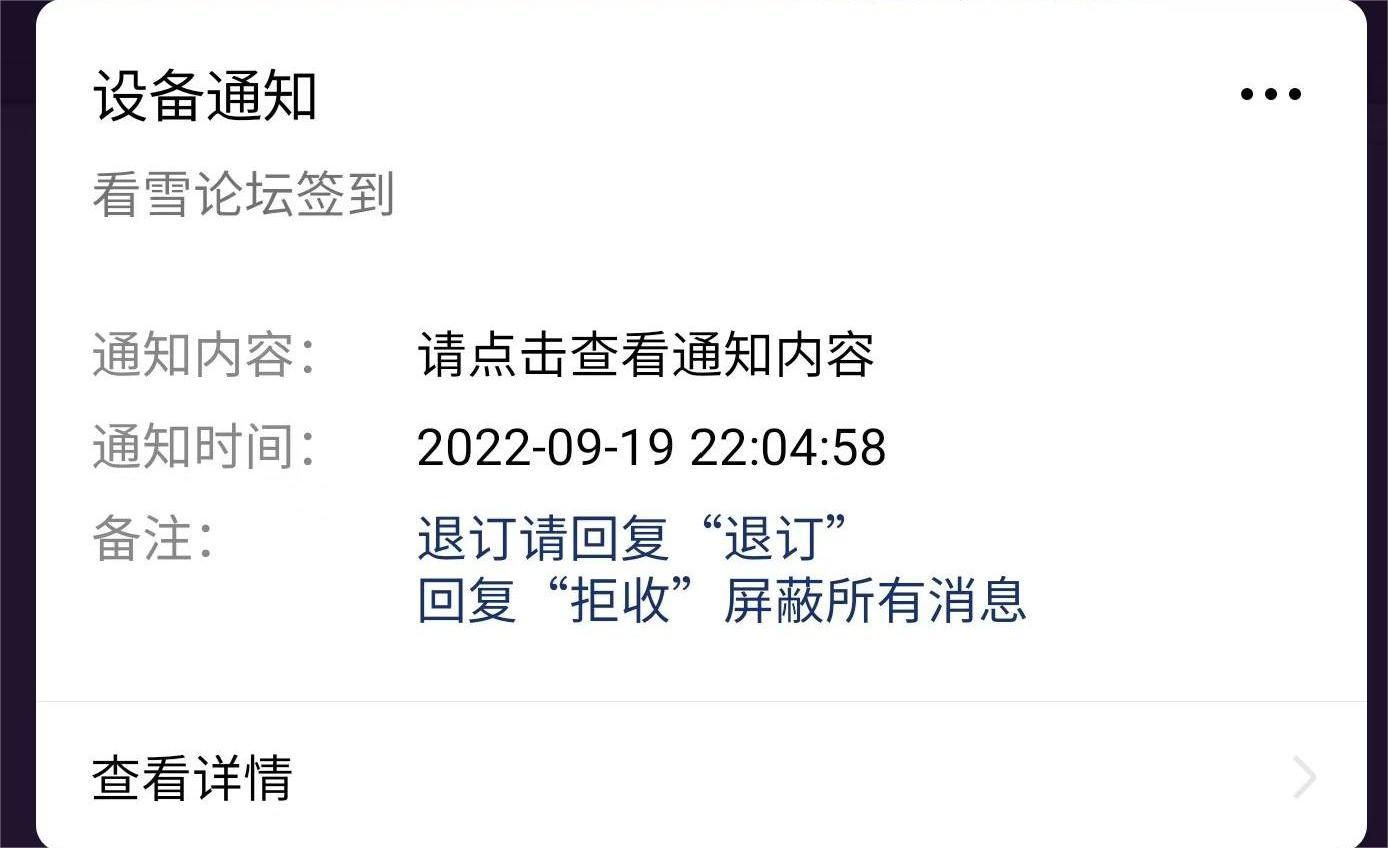 设备通知
看雪论坛签到
通知内容： 请点击查看通知内容
通知时间： 2022-09-19 22:04:58
备注： 退订请回复“退订”
回复“拒收”屏蔽所有消息
查看详情